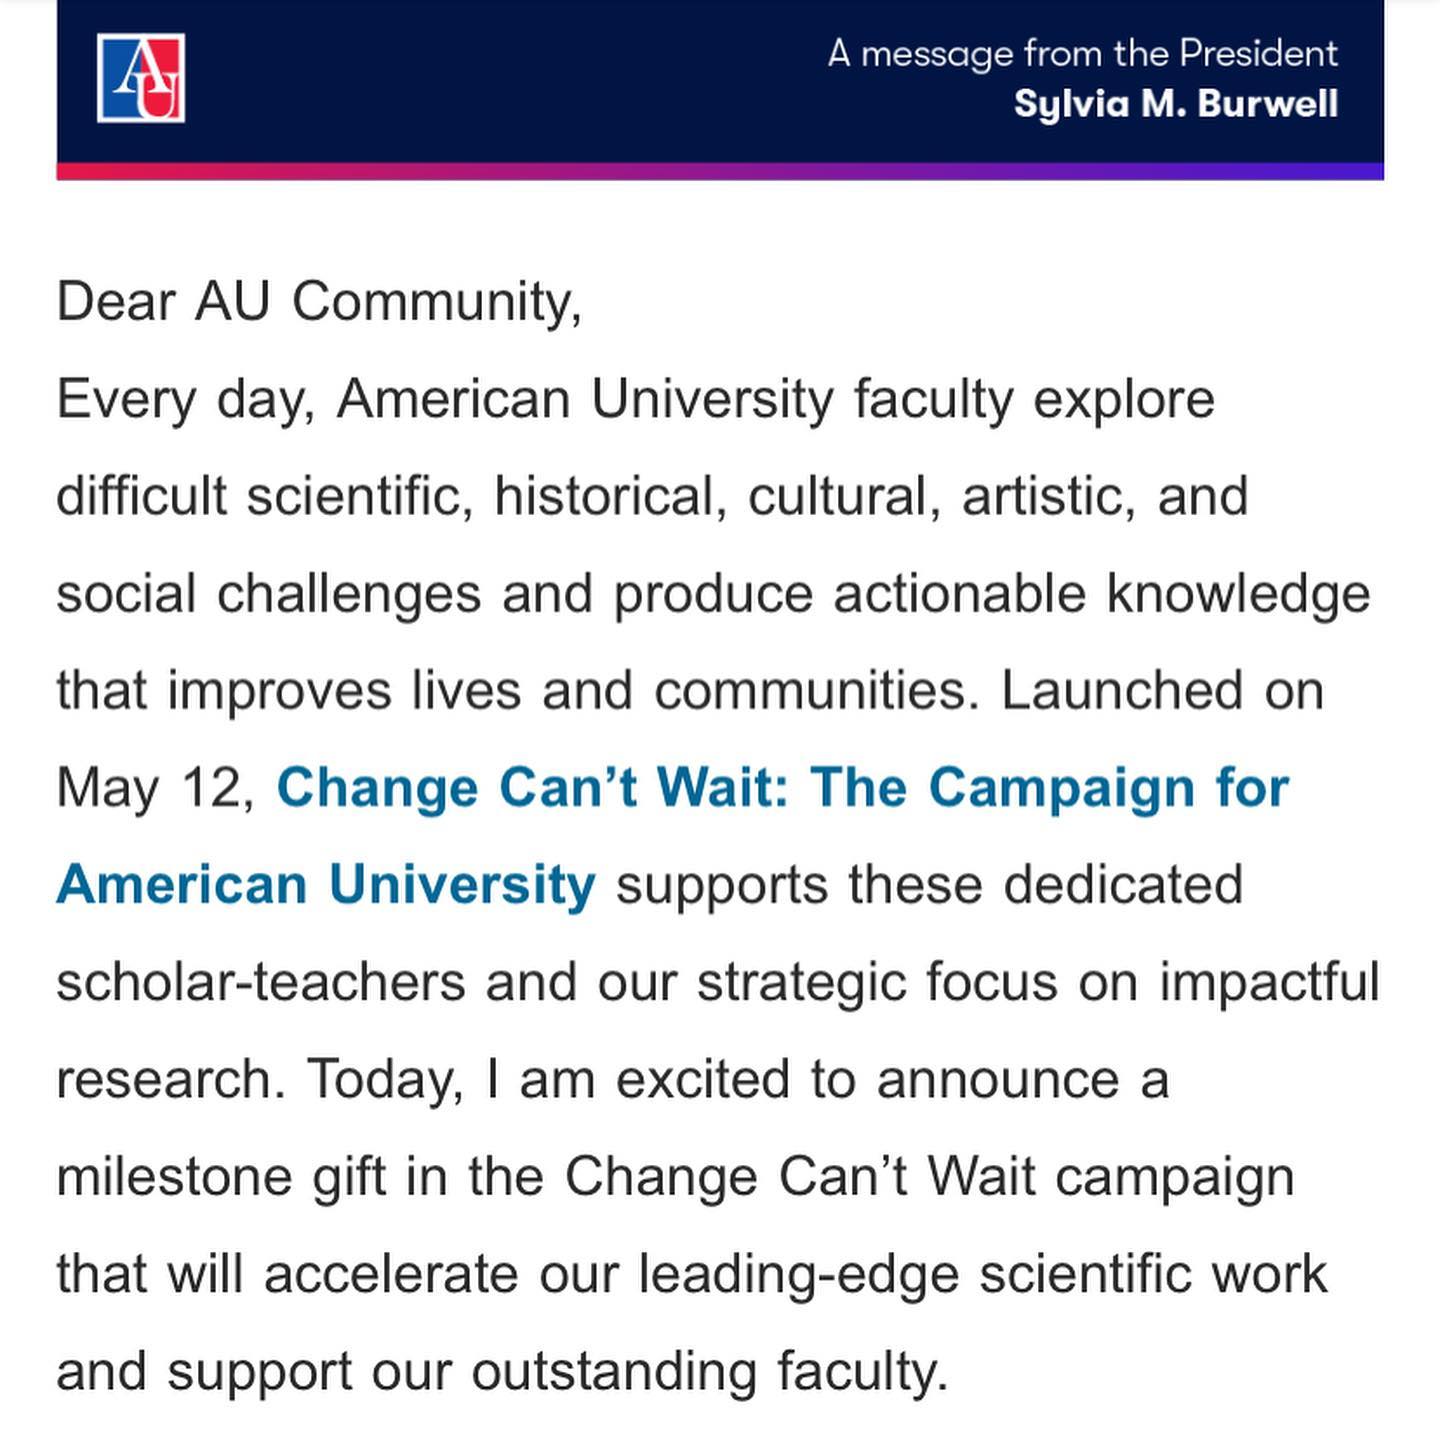 AU
A message from the President
Sylvia M. Burwell
Dear AU Community,
Every day, American University faculty explore
difficult scientific, historical, cultural, artistic, and
social challenges and produce actionable knowledge
that improves lives and communities. Launched on
May 12, Change Can’t Wait: The Campaign for
American University supports these dedicated
scholar-teachers and our strategic focus on impactful
research. Today, I am excited to announce a
milestone gift in the Change Can’t Wait campaign
that will accelerate our leading-edge scientific work
and support our outstanding faculty.